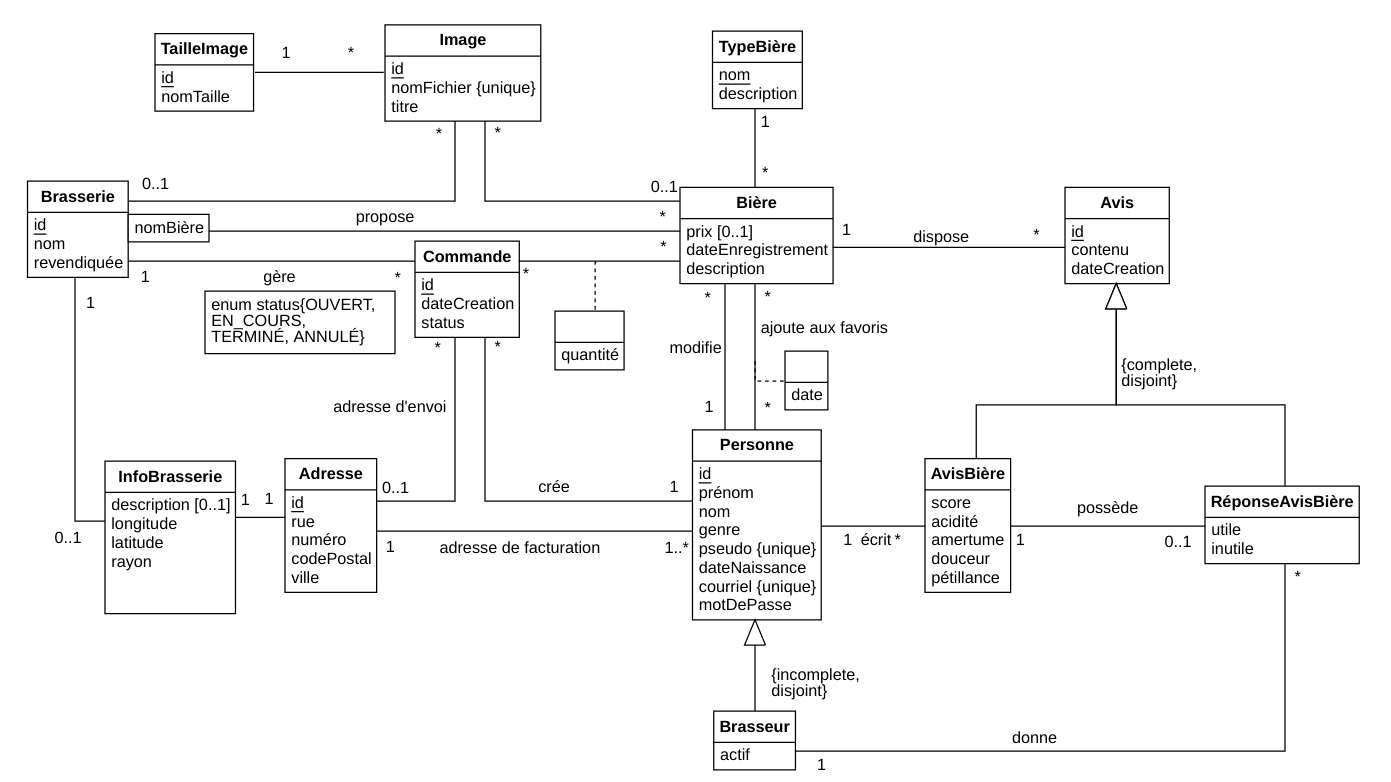 TailleImage
id
nomTaille
1
*
Image
id
nomFichier {unique}
titre
*
*
TypeBière
nom
description
1
*
0..1
0..1
Brasserie
id
nom
revendiquée
nomBière
propose
*
*
1
gère
*
enum status{OUVERT,
EN_COURS,
TERMINÉ, ANNULÉ}
Commande
id
dateCreation
status
*
*
*
quantité
Bière
prix [0..1]
dateEnregistrement
description
1
dispose
*
Avis
id
contenu
dateCreation
*
*
modifie
ajoute aux favoris
date
1
*
{complete,
disjoint}
1
0..1
adresse d'envoi
InfoBrasserie
description [0..1]
longitude
latitude
rayon
1
1
Adresse
id
rue
numéro
codePostal
ville
0..1
crée
1
1
adresse de facturation
1..*
Personne
id
prénom
nom
genre
pseudo {unique}
dateNaissance
courriel {unique}
motDePasse
1
écrit
*
AvisBière
score
acidité
amertume
douceur
pétillance
possède
1
0..1
RéponseAvisBière
utile
inutile
*
{incomplete,
disjoint}
Brasseur
actif
1
donne